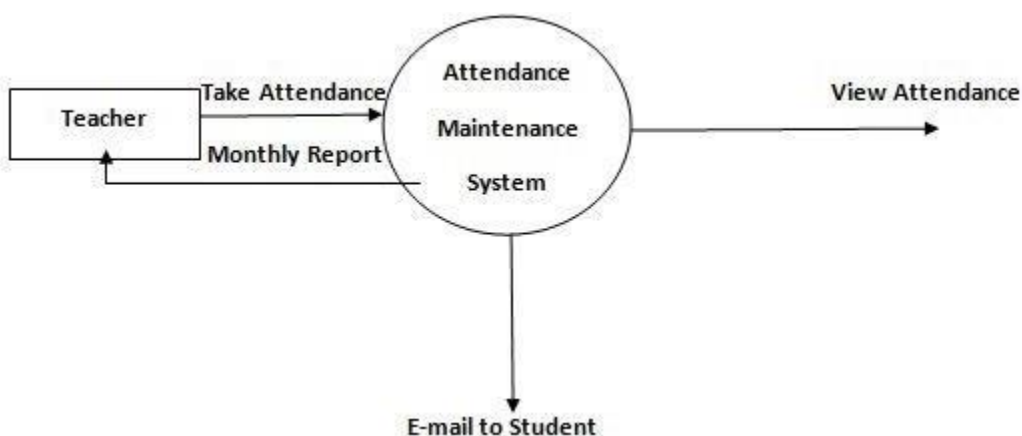 Attendance
Take Attendance
View Attendance
Teacher
Maintenance
Monthly Report
System
E-mail to Student